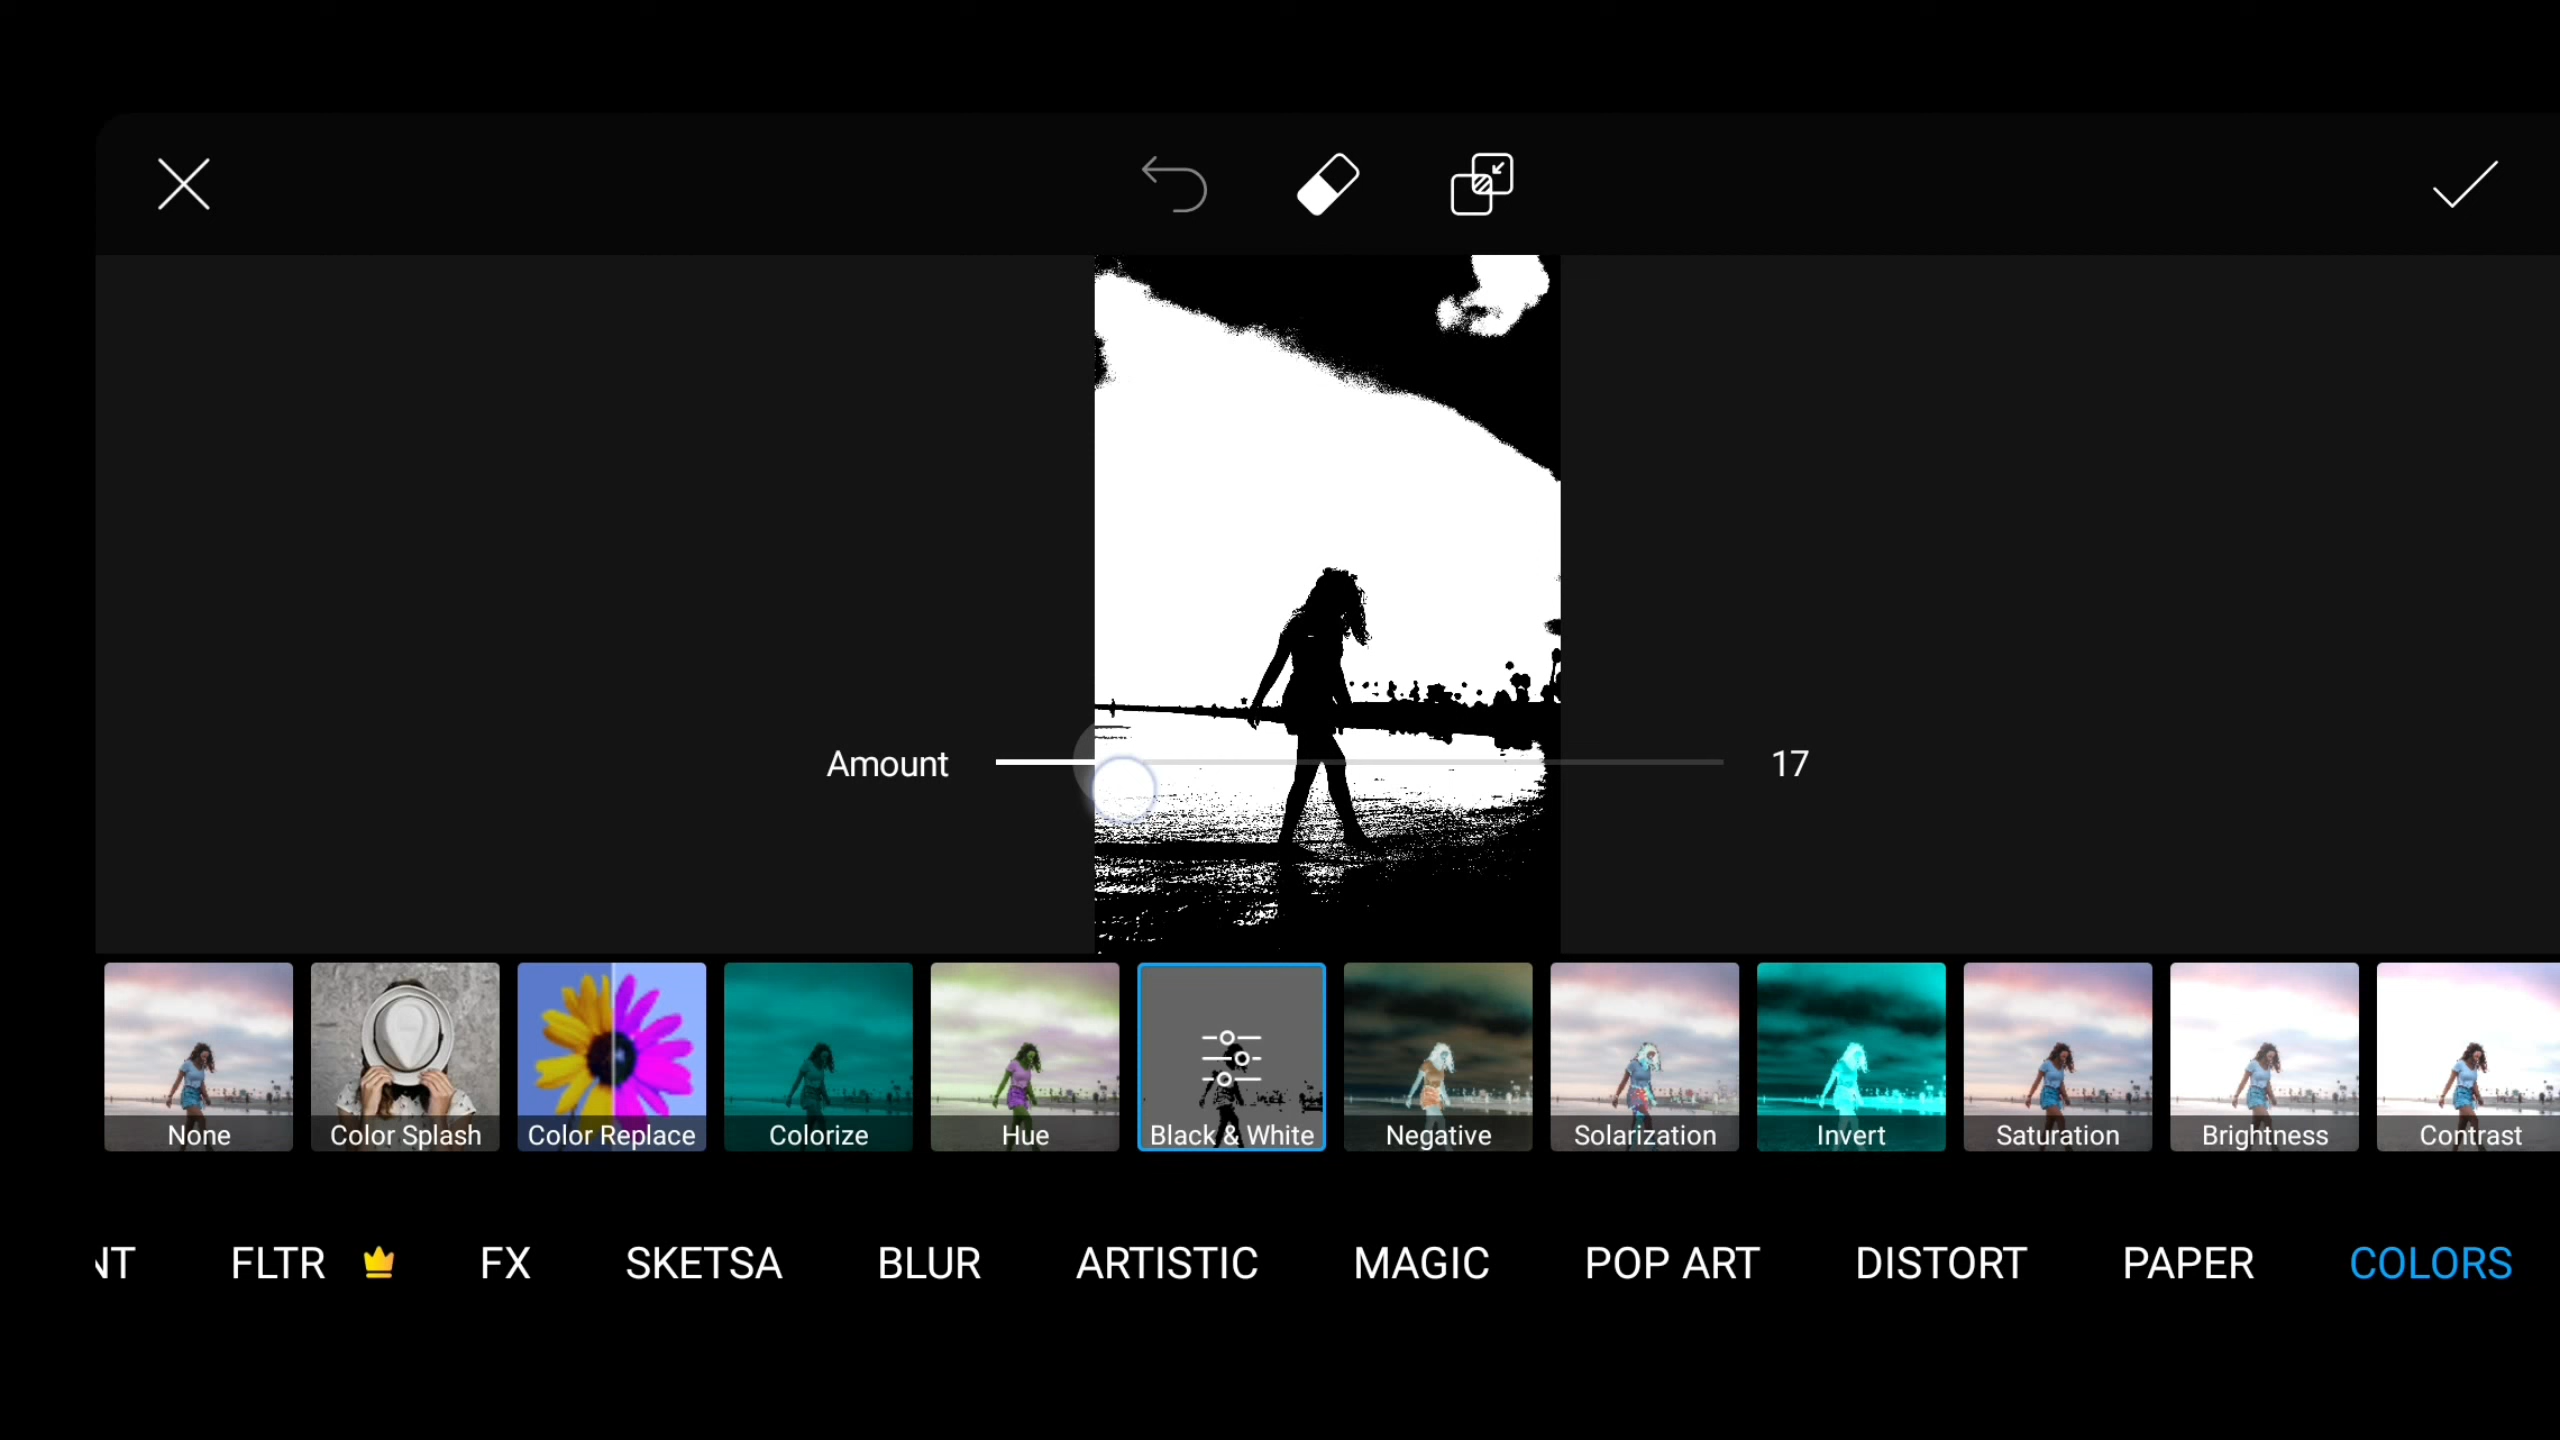 Amount 17
None Color Splash Color Replace Colorize Hue Black & White Negative Solarization Invert Saturation Brightness Contrast
NT FLTR FX SKETSA BLUR ARTISTIC MAGIC POP ART DISTORT PAPER COLORS